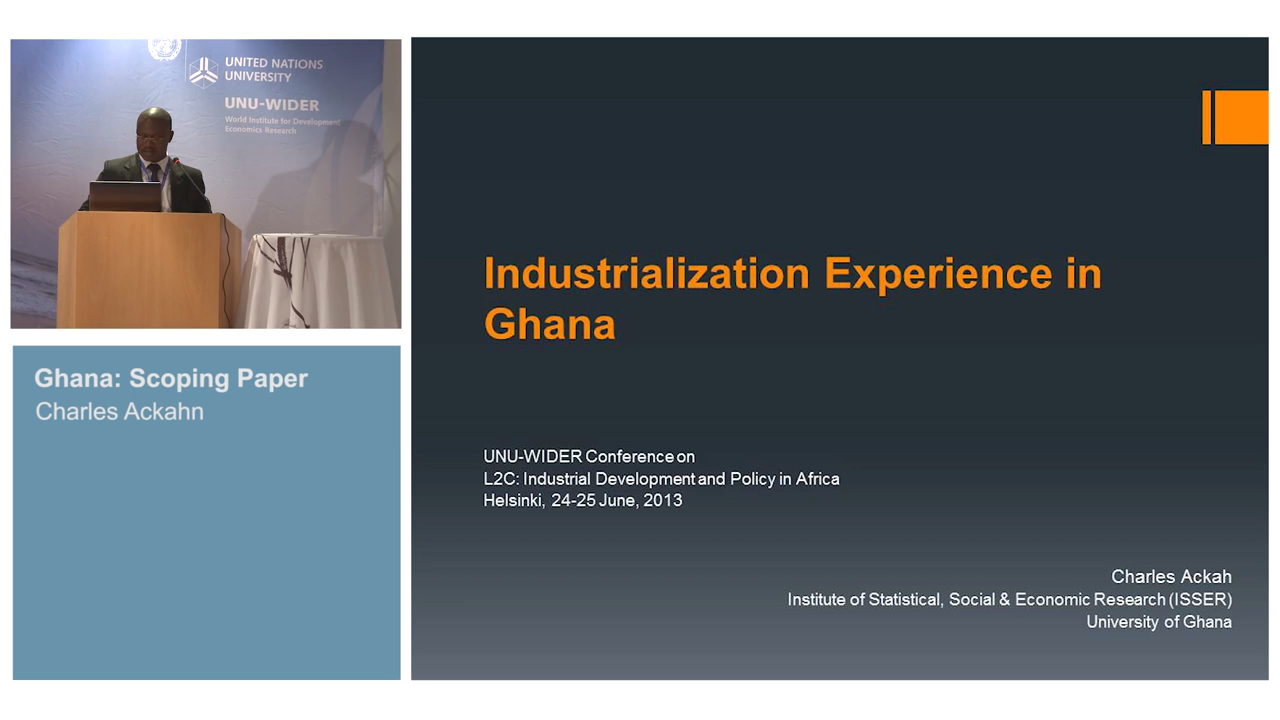 UNITED NATIONS
UNIVERSITY
UNU-WIDER
World Institute for Development
Economics Research
Ghana: Scoping Paper
Charles Ackahn
Industrialization Experience in
Ghana
UNU-WIDER Conference on
L2C: Industrial Development and Policy in Africa
Helsinki, 24-25 June, 2013
Charles Ackah
Institute of Statistical, Social & Economic Research (ISSER)
University of Ghana